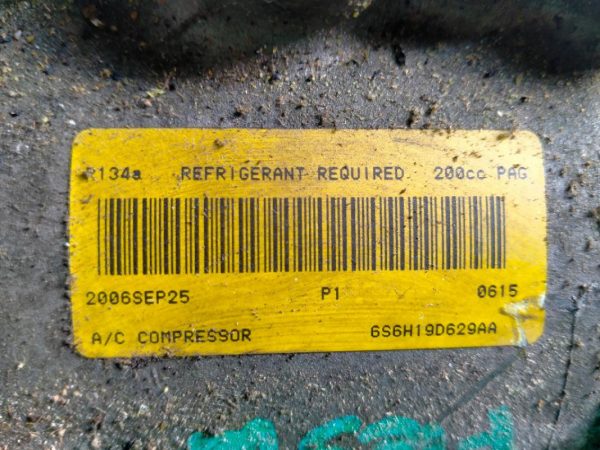 R134a REFRIGERANT REQUIRED 200cc PAG
2006SEP25 P1 0615
A/C COMPRESSOR 6S6H19D629AA